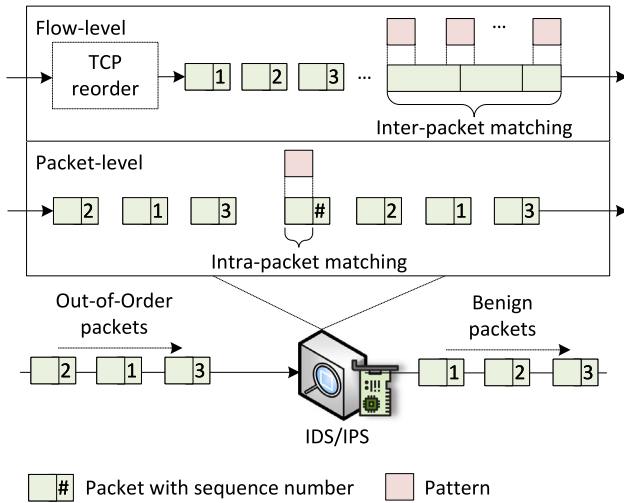 Flow-level
TCP
reorder
1 2 3 ... ...
Inter-packet matching
Packet-level
2 1 3 # 2 1 3
Intra-packet matching
Out-of-Order
packets
Benign
packets
2 1 3
1 2 3
IDS/IPS
# Packet with sequence number
Pattern